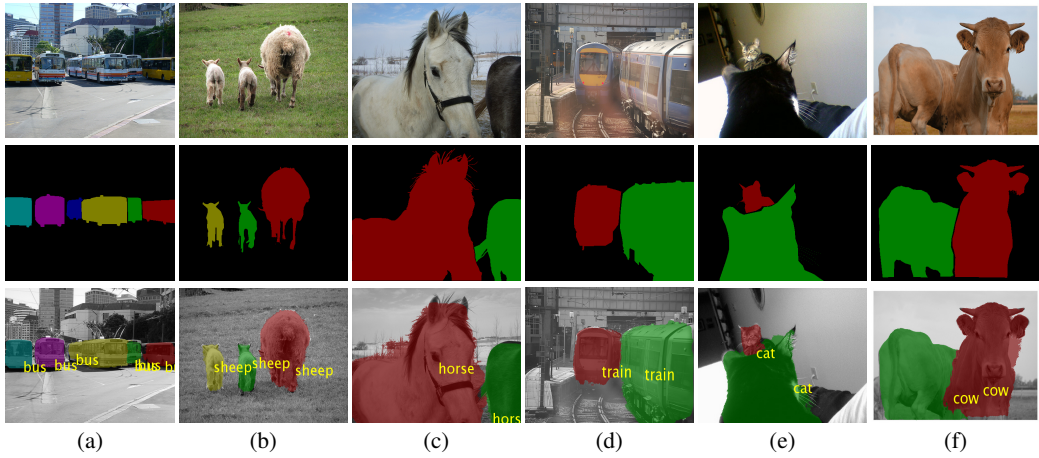 bus bus bus bus bus b
sheep sheep sheep
horse
hors
train train
cat
cat
cow cow
(a) (b) (c) (d) (e) (f)